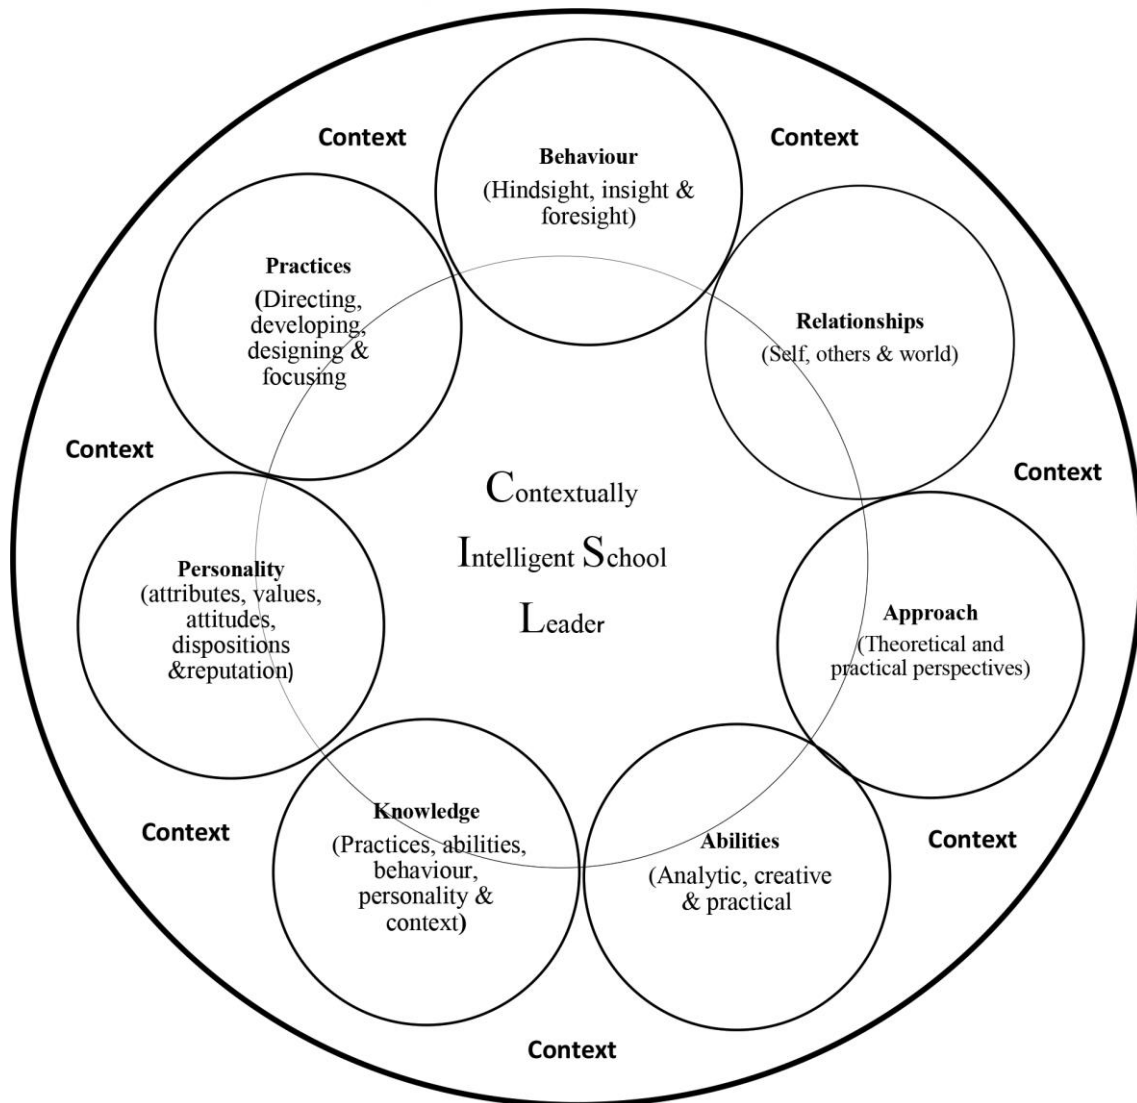 Context
Context
Behaviour
(Hindsight, insight &
foresight)
Practices
(Directing,
developing,
designing &
focusing
Relationships
(Self, others & world)
Context
Context
Contextually
Intelligent School
Leader
Personality
(attributes, values,
attitudes,
dispositions
&reputation)
Approach
(Theoretical and
practical perspectives)
Context
Context
Knowledge
(Practices, abilities,
behaviour,
personality &
context)
Abilities
(Analytic, creative
& practical
Context